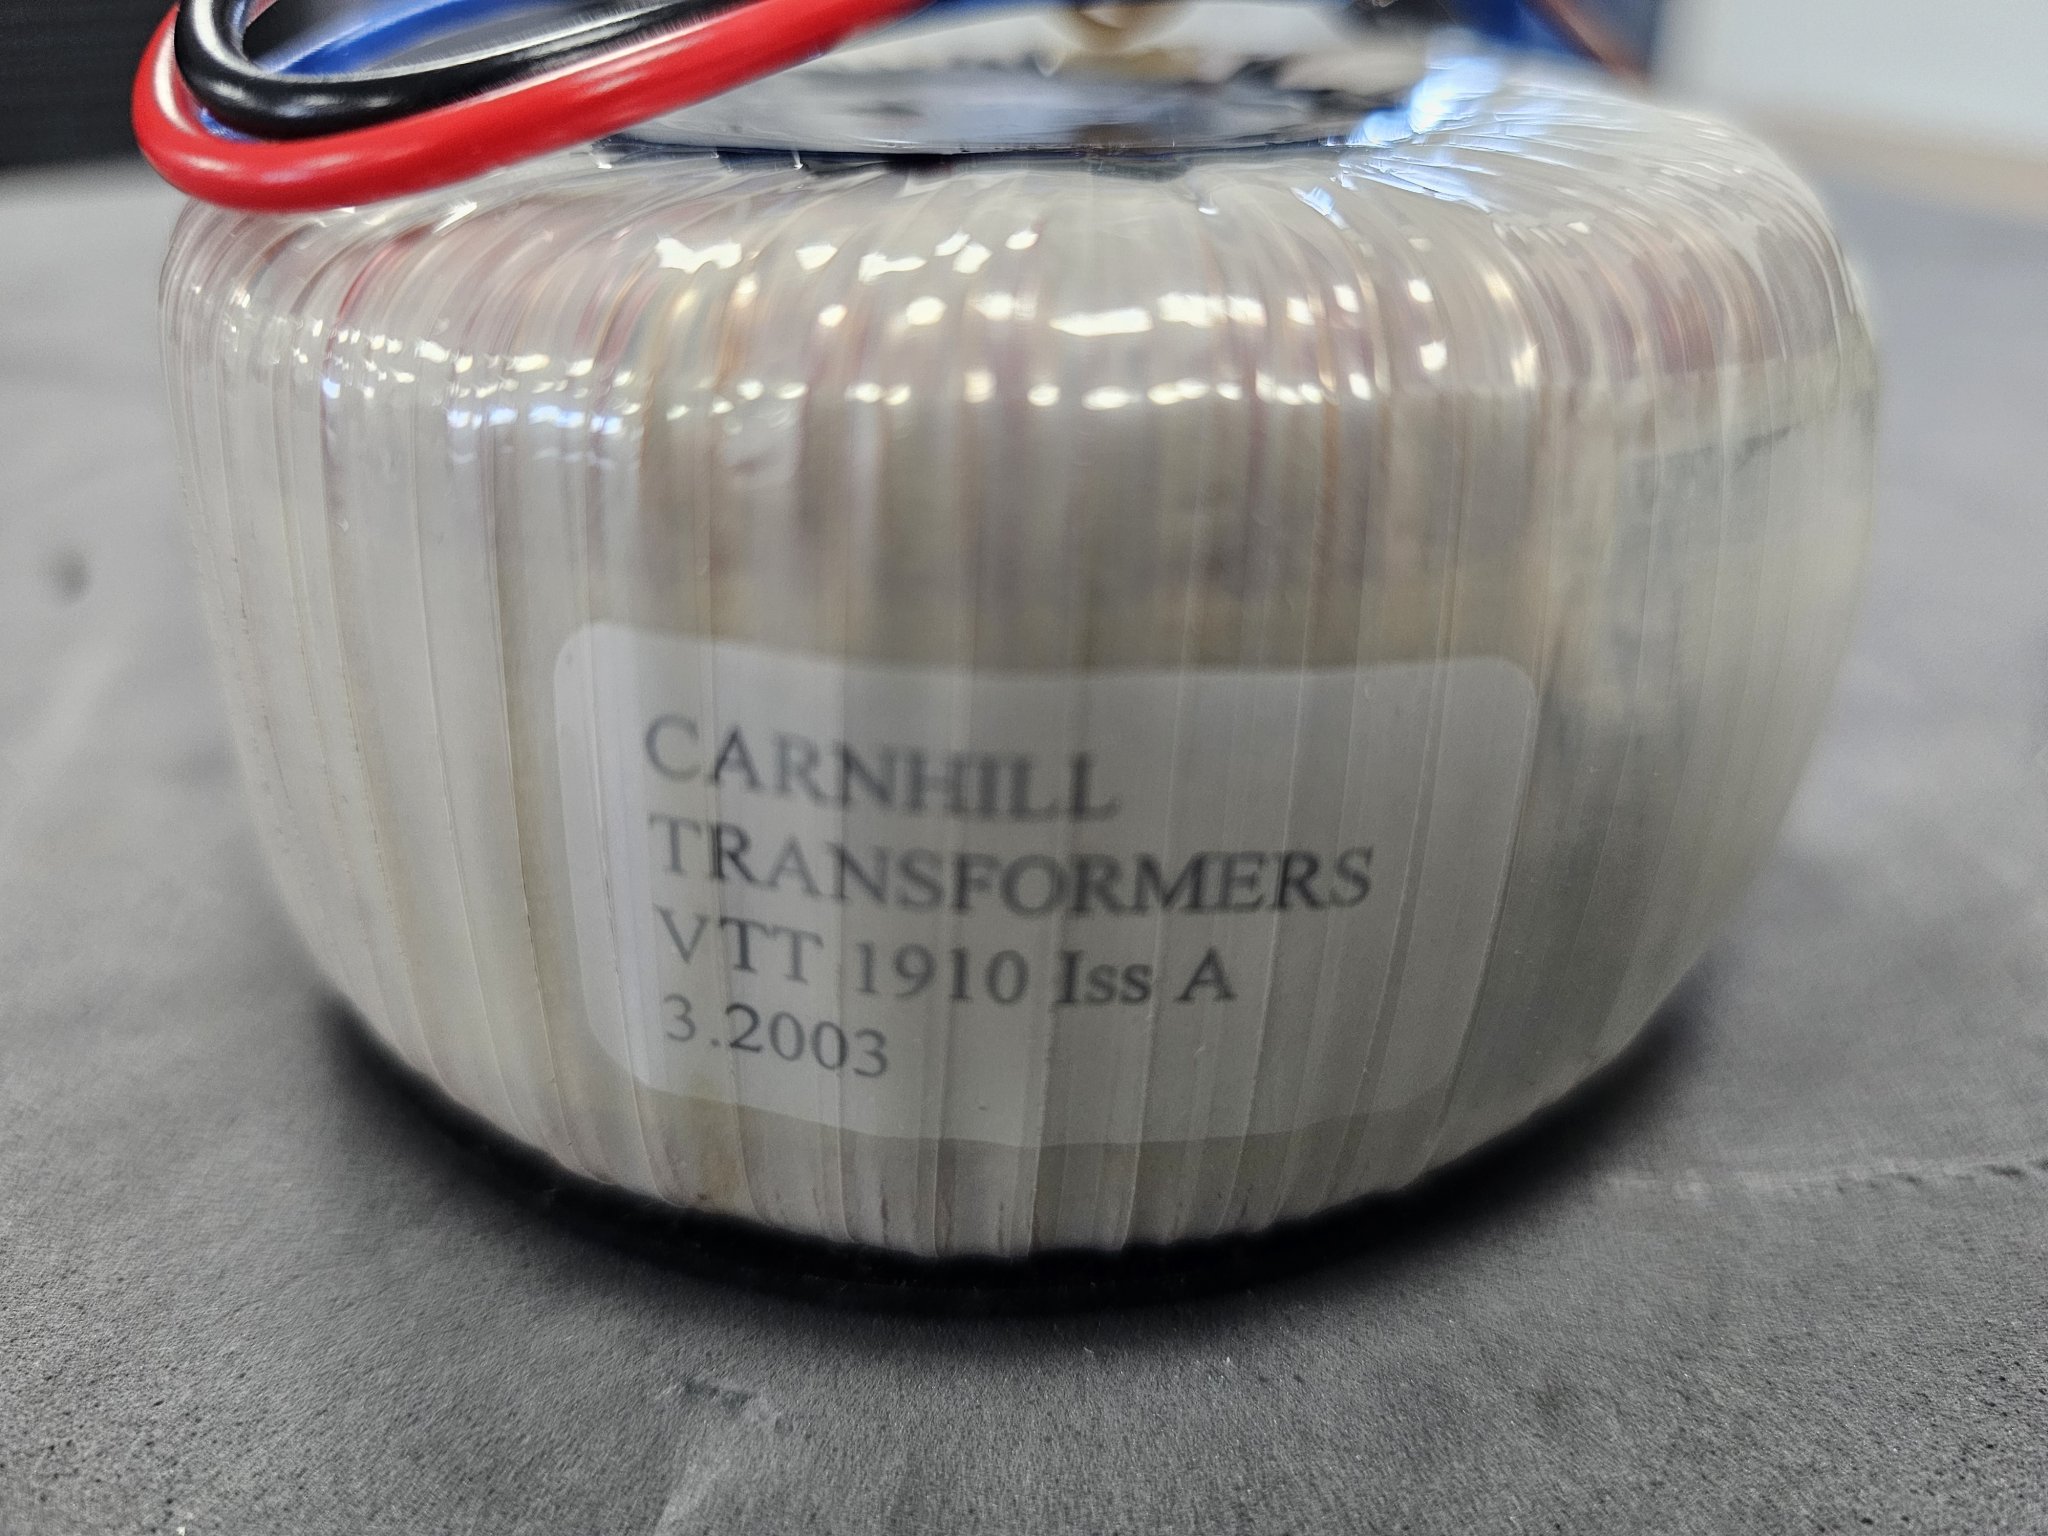 CARNHILL
TRANSFORMERS
VTT 1910 Iss A
3.2003